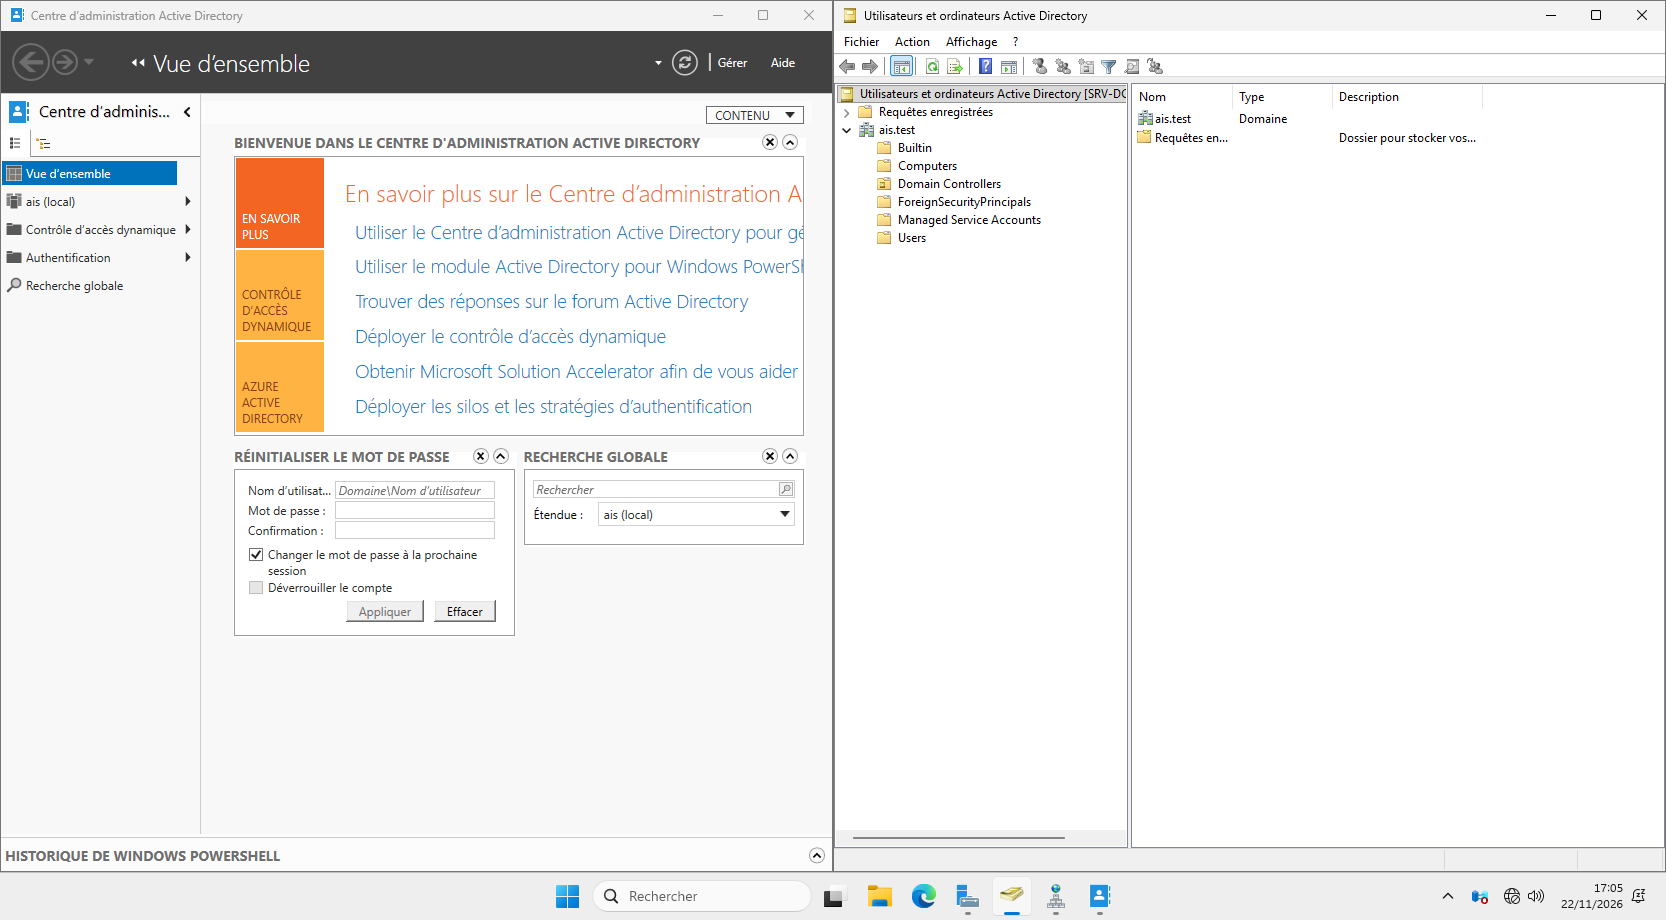 Centre d'administration Active Directory
Vue d'ensemble
Gérer
Aide
Centre d'adminis...
Vue d'ensemble
ais (local)
Contrôle d'accès dynamique
Authentification
Recherche globale
CONTENU
BIENVENUE DANS LE CENTRE D'ADMINISTRATION ACTIVE DIRECTORY
EN SAVOIR
PLUS
CONTRÔLE
D'ACCÈS
DYNAMIQUE
AZURE
ACTIVE
DIRECTORY
En savoir plus sur le Centre d'administration A
Utiliser le Centre d'administration Active Directory pour gé
Utiliser le module Active Directory pour Windows PowerSh
Trouver des réponses sur le forum Active Directory
Déployer le contrôle d'accès dynamique
Obtenir Microsoft Solution Accelerator afin de vous aider
Déployer les silos et les stratégies d'authentification
RÉINITIALISER LE MOT DE PASSE
Nom d'utilisat... Domaine\Nom d'utilisateur
Mot de passe :
Confirmation :
Changer le mot de passe à la prochaine
session
Déverrouiller le compte
Appliquer
Effacer
RECHERCHE GLOBALE
Rechercher
Étendue : ais (local)
HISTORIQUE DE WINDOWS POWERSHELL
Utilisateurs et ordinateurs Active Directory
Fichier Action Affichage ?
Utilisateurs et ordinateurs Active Directory [SRV-DC
Requêtes enregistrées
ais.test
Builtin
Computers
Domain Controllers
ForeignSecurityPrincipals
Managed Service Accounts
Users
Nom Type Description
ais.test Domaine
Requêtes en... Dossier pour stocker vos...
Rechercher
17:05
22/11/2026